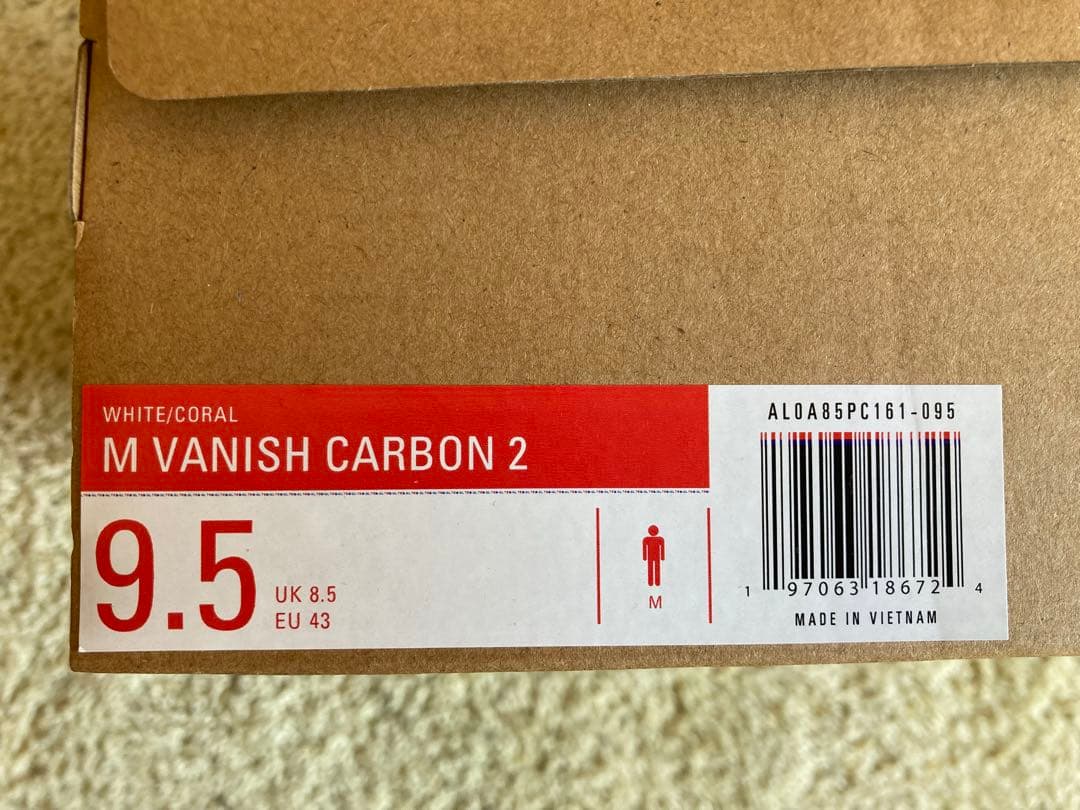 WHITE/CORAL
M VANISH CARBON 2
9.5
UK 8.5
EU 43
M
AL0A85PC161-095
1 97063 18672 4
MADE IN VIETNAM